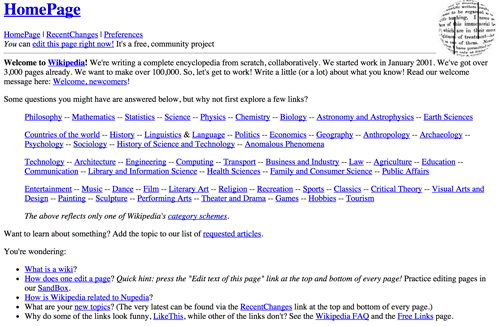 HomePage
HomePage | RecentChanges | Preferences
You can edit this page right now! It's a free, community project
Welcome to Wikipedia! We're writing a complete encyclopedia from scratch, collaboratively. We started work in January 2001. We've got over
3,000 pages already. We want to make over 100,000. So, let's get to work! Write a little (or a lot) about what you know! Read our welcome
message here: Welcome, newcomers!
Some questions you might have are answered below, but why not first explore a few links?
Philosophy -- Mathematics -- Statistics -- Science -- Physics -- Chemistry -- Biology -- Astronomy and Astrophysics -- Earth Sciences
Countries of the world -- History -- Linguistics & Language -- Politics -- Economics -- Geography -- Anthropology -- Archaeology --
Psychology -- Sociology -- History of Science and Technology -- Anomalous Phenomena
Technology -- Architecture -- Engineering -- Computing -- Transport -- Business and Industry -- Law -- Agriculture -- Education --
Communication -- Library and Information Science -- Health Sciences -- Family and Consumer Science -- Public Affairs
Entertainment -- Music -- Dance -- Film -- Literary Art -- Religion -- Recreation -- Sports -- Classics -- Critical Theory -- Visual Arts and
Design -- Painting -- Sculpture -- Performing Arts -- Theater and Drama -- Games -- Hobbies -- Tourism
The above reflects only one of Wikipedia's category schemes.
Want to learn about something? Add the topic to our list of requested articles.
You're wondering:
What is a wiki?
How does one edit a page? Quick hint: press the "Edit text of this page" link at the top and bottom of every page! Practice editing pages in
our SandBox.
How is Wikipedia related to Nupedia?
What are your new topics? (The very latest can be found via the RecentChanges link at the top and bottom of every page.)
Why do some of the links look funny, LikeThis, while other of the links don't? See the Wikipedia FAQ and the Free Links page.